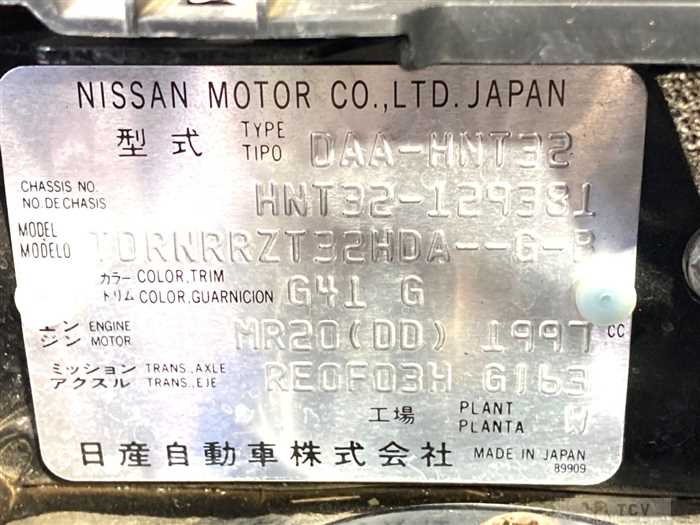 NISSAN MOTOR CO.,LTD. JAPAN
型式 TYPE TIPO DAA-HNT32
CHASSIS NO. NO.DE CHASIS HNT32-129381
MODEL MODELO TDRNRRZT32HDA--G-B
カラー COLOR,TRIM トリム COLOR,GUARNICION G41 G
エンジン ENGINE MOTOR MR20(DD) 1997 CC
ミッション TRANS.,AXLE アクスル TRANS.,EJE RE0F03H G163
工場 PLANT PLANTA W
日産自動車株式会社 MADE IN JAPAN
89909
TCV